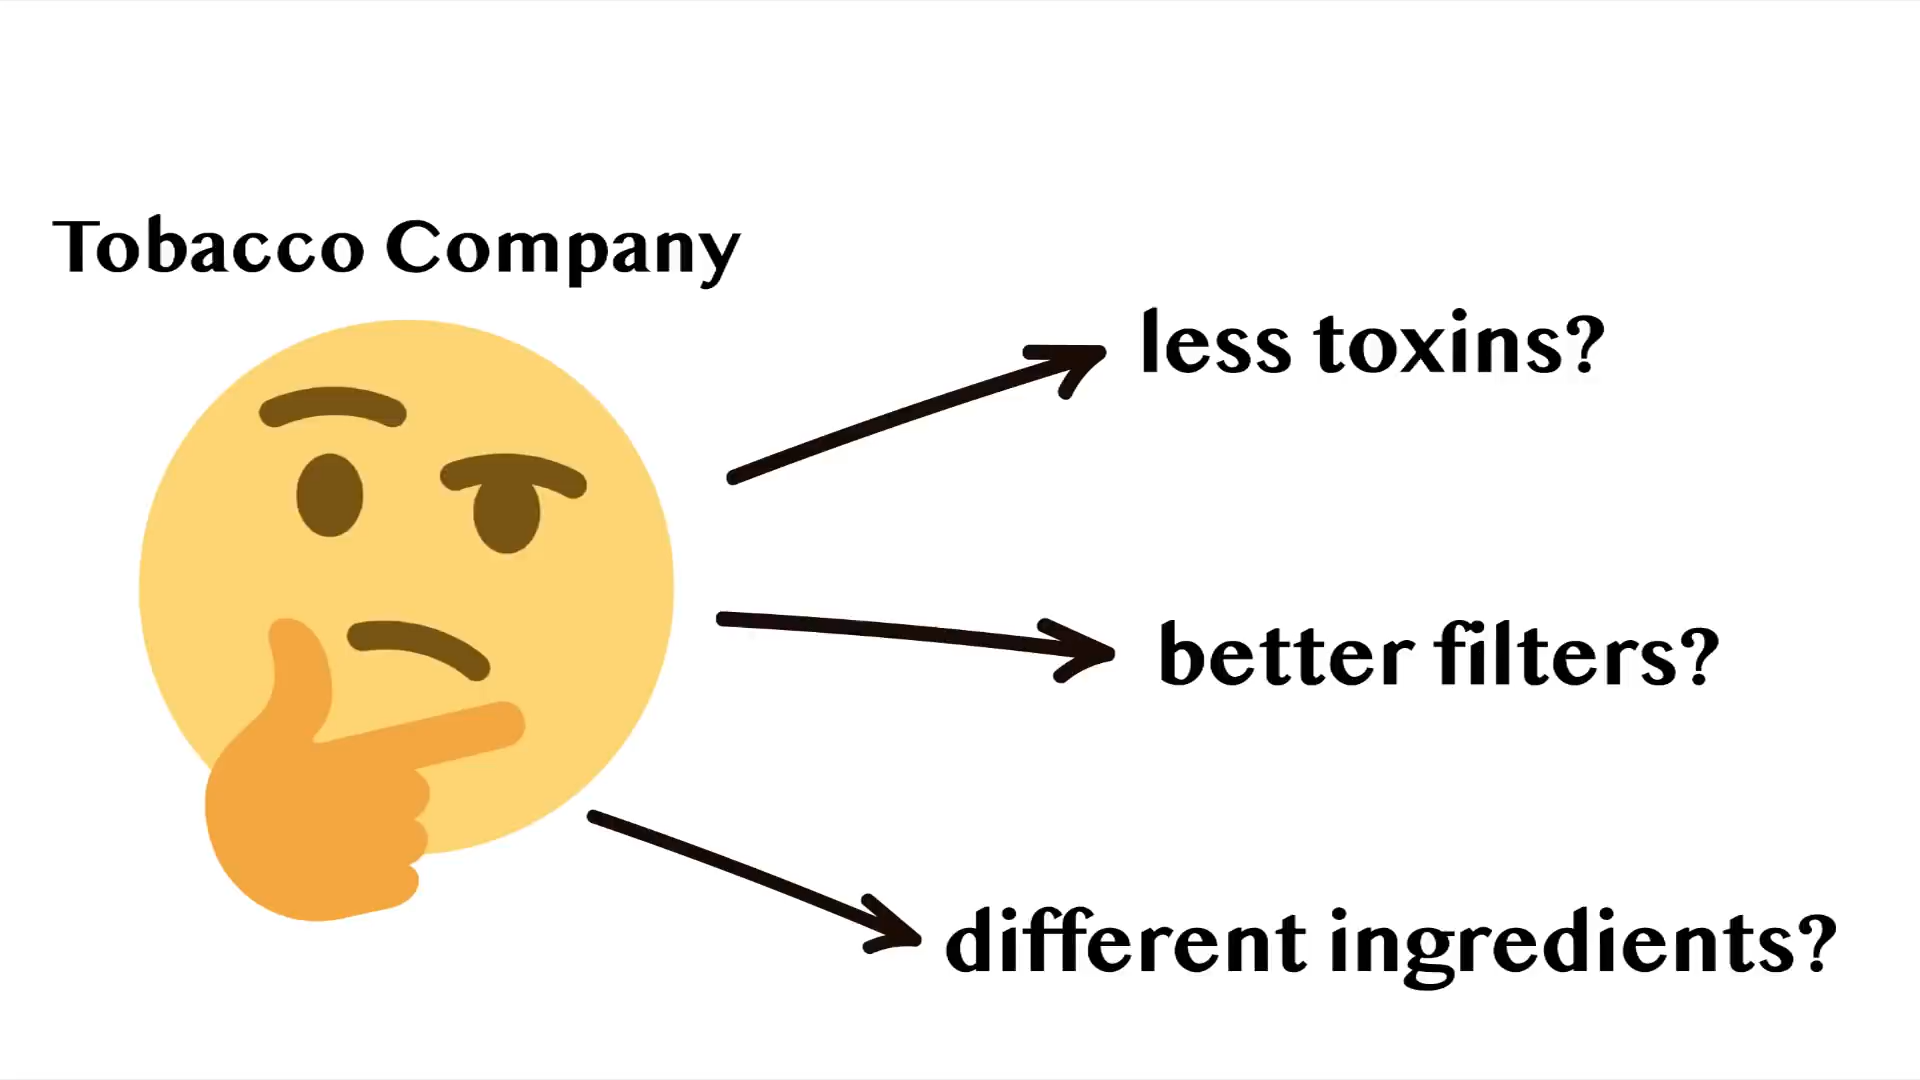 Tobacco Company
less toxins?
better filters?
different ingredients?